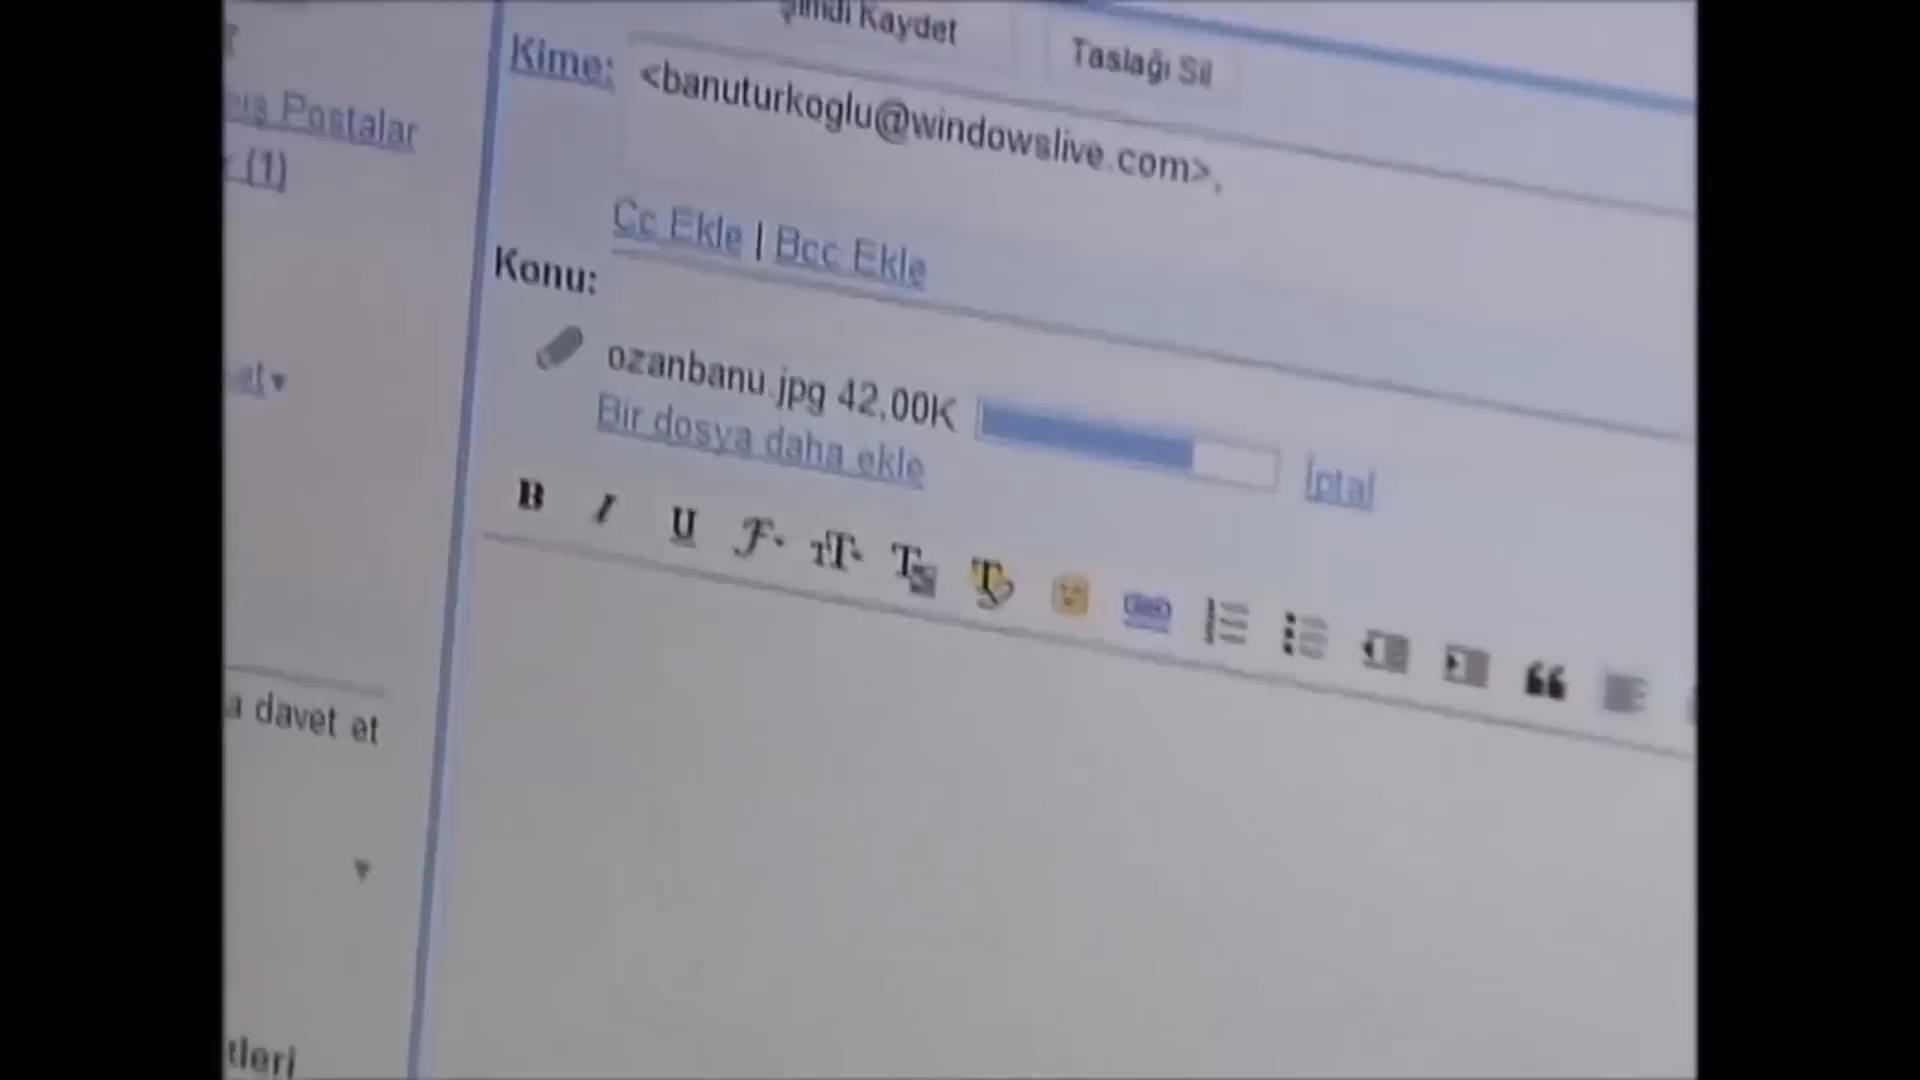 Şimdi Kaydet
Taslağı Sil
Kime: <banuturkoglu@windowslive.com>,
Postalar
(1)
Cc Ekle | Bcc Ekle
Konu:
ozanbanu.jpg 42,00K İptal
Bir dosya daha ekle
B I U
davet et